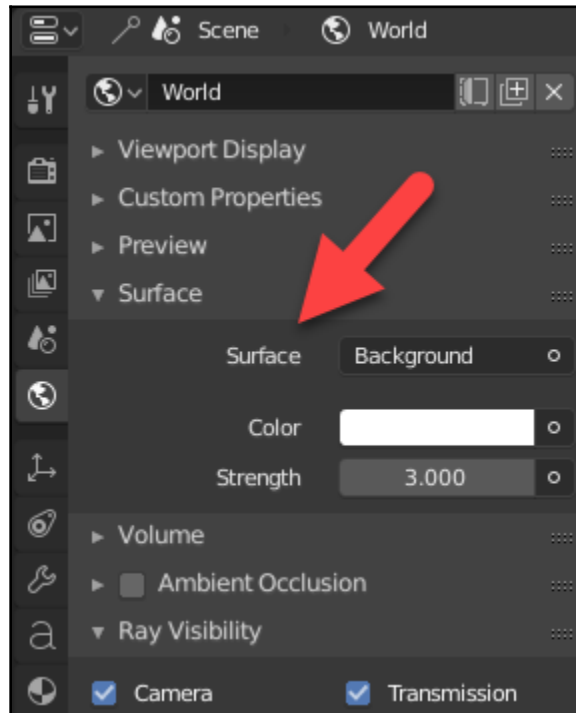 Scene World
World
Viewport Display
Custom Properties
Preview
Surface
Surface Background
Color
Strength 3.000
Volume
Ambient Occlusion
Ray Visibility
Camera Transmission